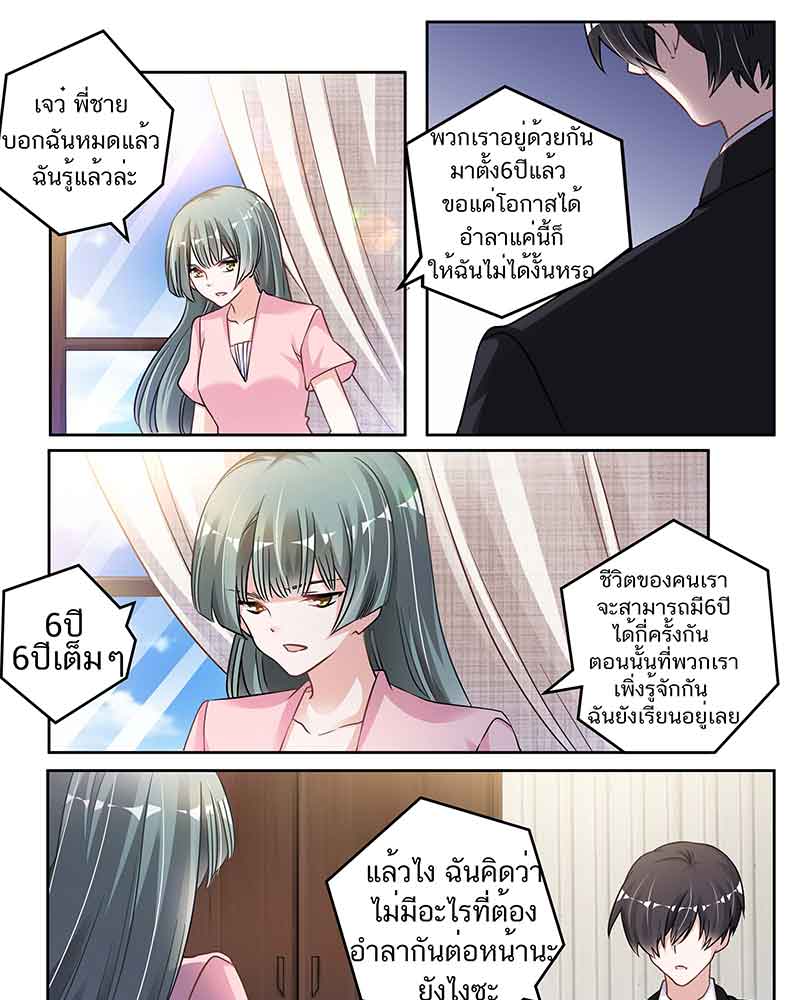 เจว๋ พี่ชาย
บอกฉันหมดแล้ว
ฉันรู้แล้วล่ะ
พวกเราอยู่ด้วยกัน
มาตั้ง6ปีแล้ว
ขอแค่โอกาสได้
อำลาแค่นี้ก็
ให้ฉันไม่ได้งั้นหรอ
6ปี
6ปีเต็มๆ
ชีวิตของคนเรา
จะสามารถมี6ปี
ได้กี่ครั้งกัน
ตอนนั้นที่พวกเรา
เพิ่งรู้จักกัน
ฉันยังเรียนอยู่เลย
แล้วไง ฉันคิดว่า
ไม่มีอะไรที่ต้อง
อำลากันต่อหน้านะ
ยังไงซะ